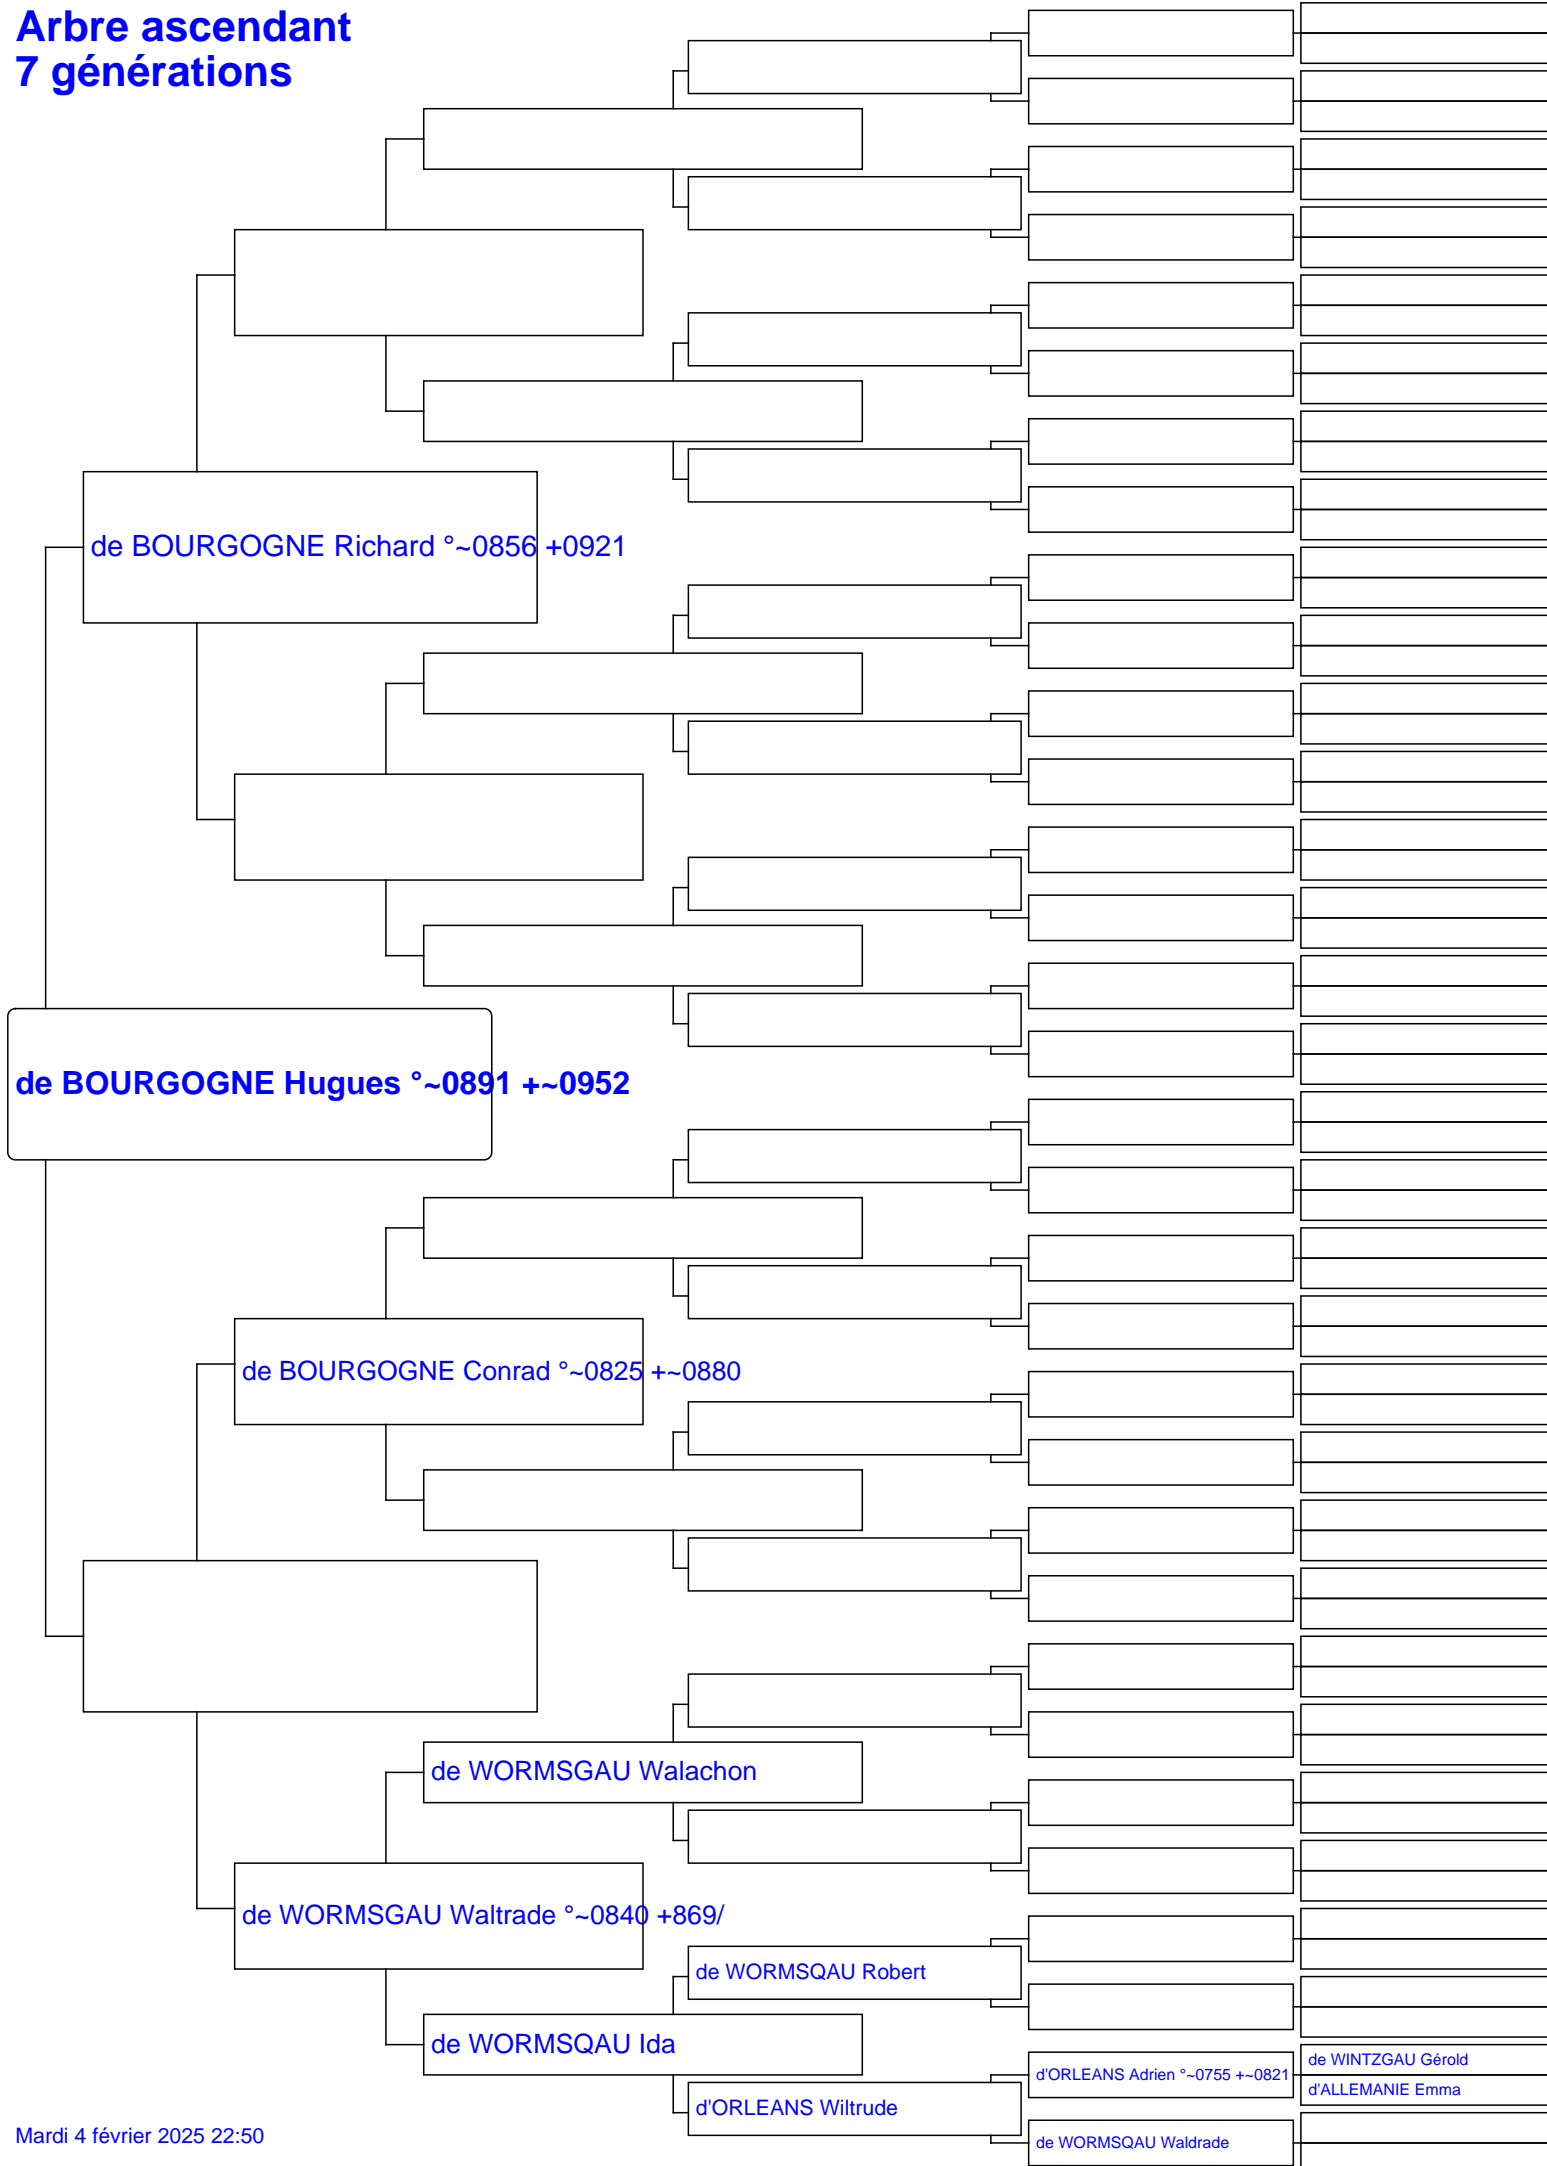 Arbre ascendant
7 générations
de BOURGOGNE Richard °~0856 +0921
de BOURGOGNE Hugues °~0891 +~0952
de BOURGOGNE Conrad °~0825 +~0880
de WORMSGAU Walachon
de WORMSGAU Waltrade °~0840 +869/
de WORMSQAU Robert
de WORMSQAU Ida
de WINTZGAU Gérold
d'ORLEANS Adrien °~0755 +~0821
d'ALLEMANIE Emma
d'ORLEANS Wiltrude
de WORMSQAU Waldrade
Mardi 4 février 2025 22:50